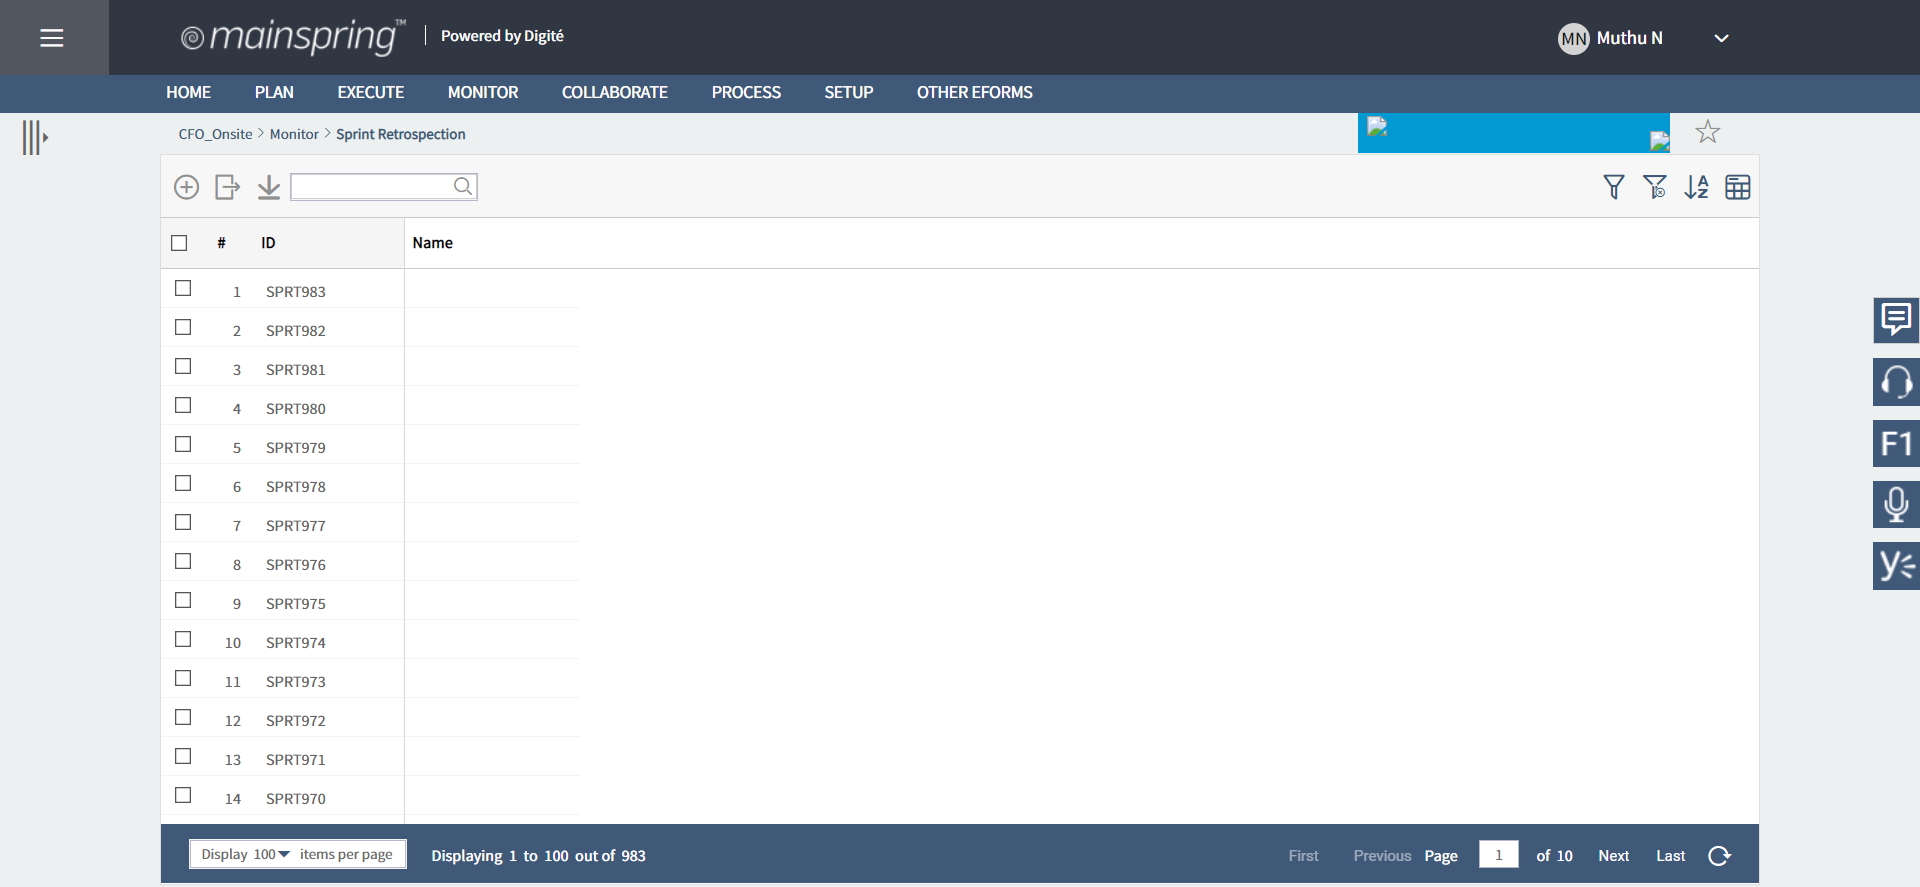 mainspring™ Powered by Digité
MN Muthu N
HOME PLAN EXECUTE MONITOR COLLABORATE PROCESS SETUP OTHER EFORMS
CFO_Onsite > Monitor > Sprint Retrospection
# ID Name
1 SPRT983
2 SPRT982
3 SPRT981
4 SPRT980
5 SPRT979
6 SPRT978
7 SPRT977
8 SPRT976
9 SPRT975
10 SPRT974
11 SPRT973
12 SPRT972
13 SPRT971
14 SPRT970
F1
Display 100 items per page Displaying 1 to 100 out of 983 First Previous Page 1 of 10 Next Last